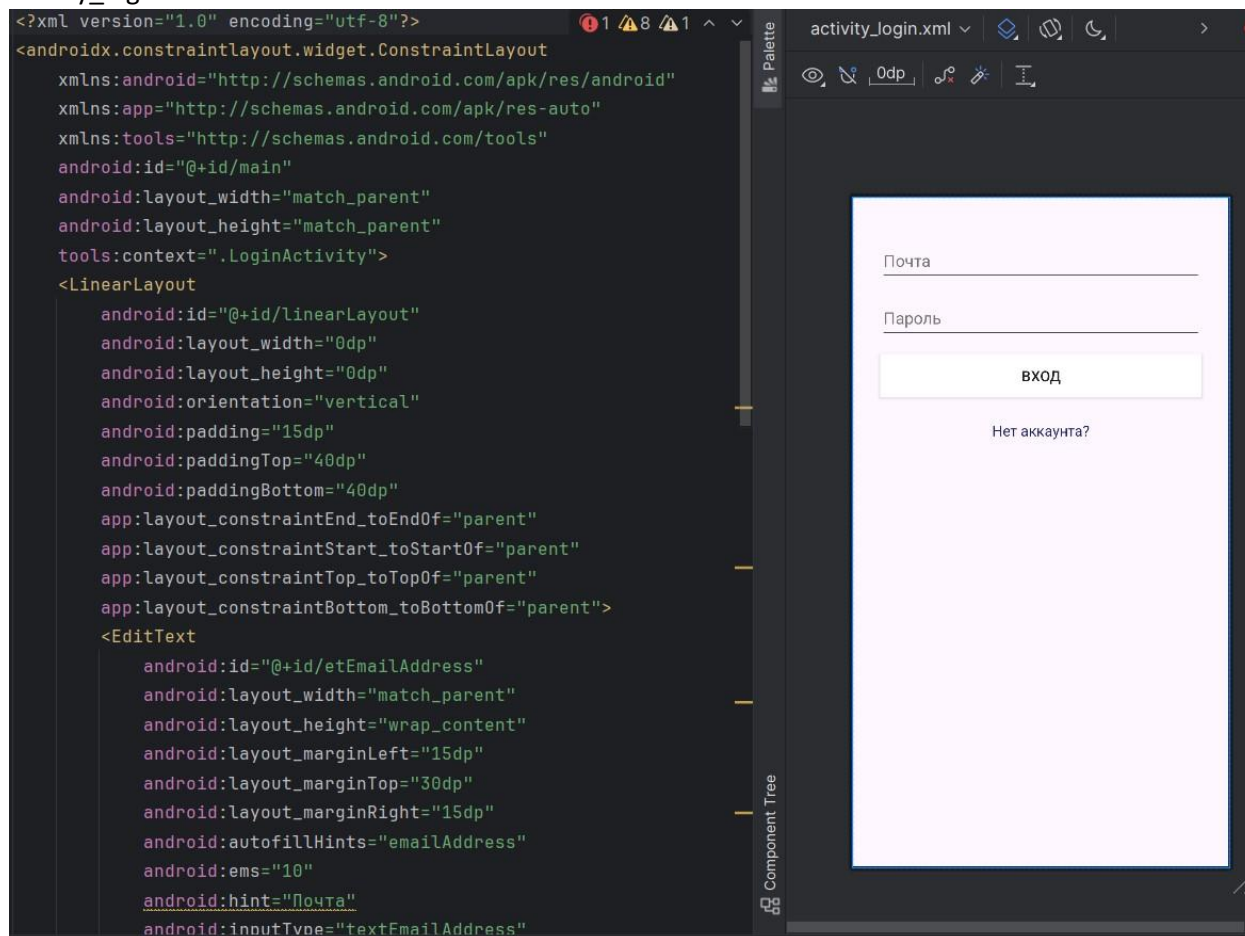 <?xml version="1.0" encoding="utf-8"?>
1 8 1
<androidx.constraintlayout.widget.ConstraintLayout
xmlns:android="http://schemas.android.com/apk/res/android"
xmlns:app="http://schemas.android.com/apk/res-auto"
xmlns:tools="http://schemas.android.com/tools"
android:id="@+id/main"
android:layout_width="match_parent"
android:layout_height="match_parent"
tools:context=".LoginActivity">
<LinearLayout
android:id="@+id/linearLayout"
android:layout_width="0dp"
android:layout_height="0dp"
android:orientation="vertical"
android:padding="15dp"
android:paddingTop="40dp"
android:paddingBottom="40dp"
app:layout_constraintEnd_toEndOf="parent"
app:layout_constraintStart_toStartOf="parent"
app:layout_constraintTop_toTopOf="parent"
app:layout_constraintBottom_toBottomOf="parent">
<EditText
android:id="@+id/etEmailAddress"
android:layout_width="match_parent"
android:layout_height="wrap_content"
android:layout_marginLeft="15dp"
android:layout_marginTop="30dp"
android:layout_marginRight="15dp"
android:autofillHints="emailAddress"
android:ems="10"
android:hint="Почта"
android:inputType="textEmailAddress"
Palette
Component Tree
activity_login.xml
0dp
Почта
Пароль
ВХОД
Нет аккаунта?